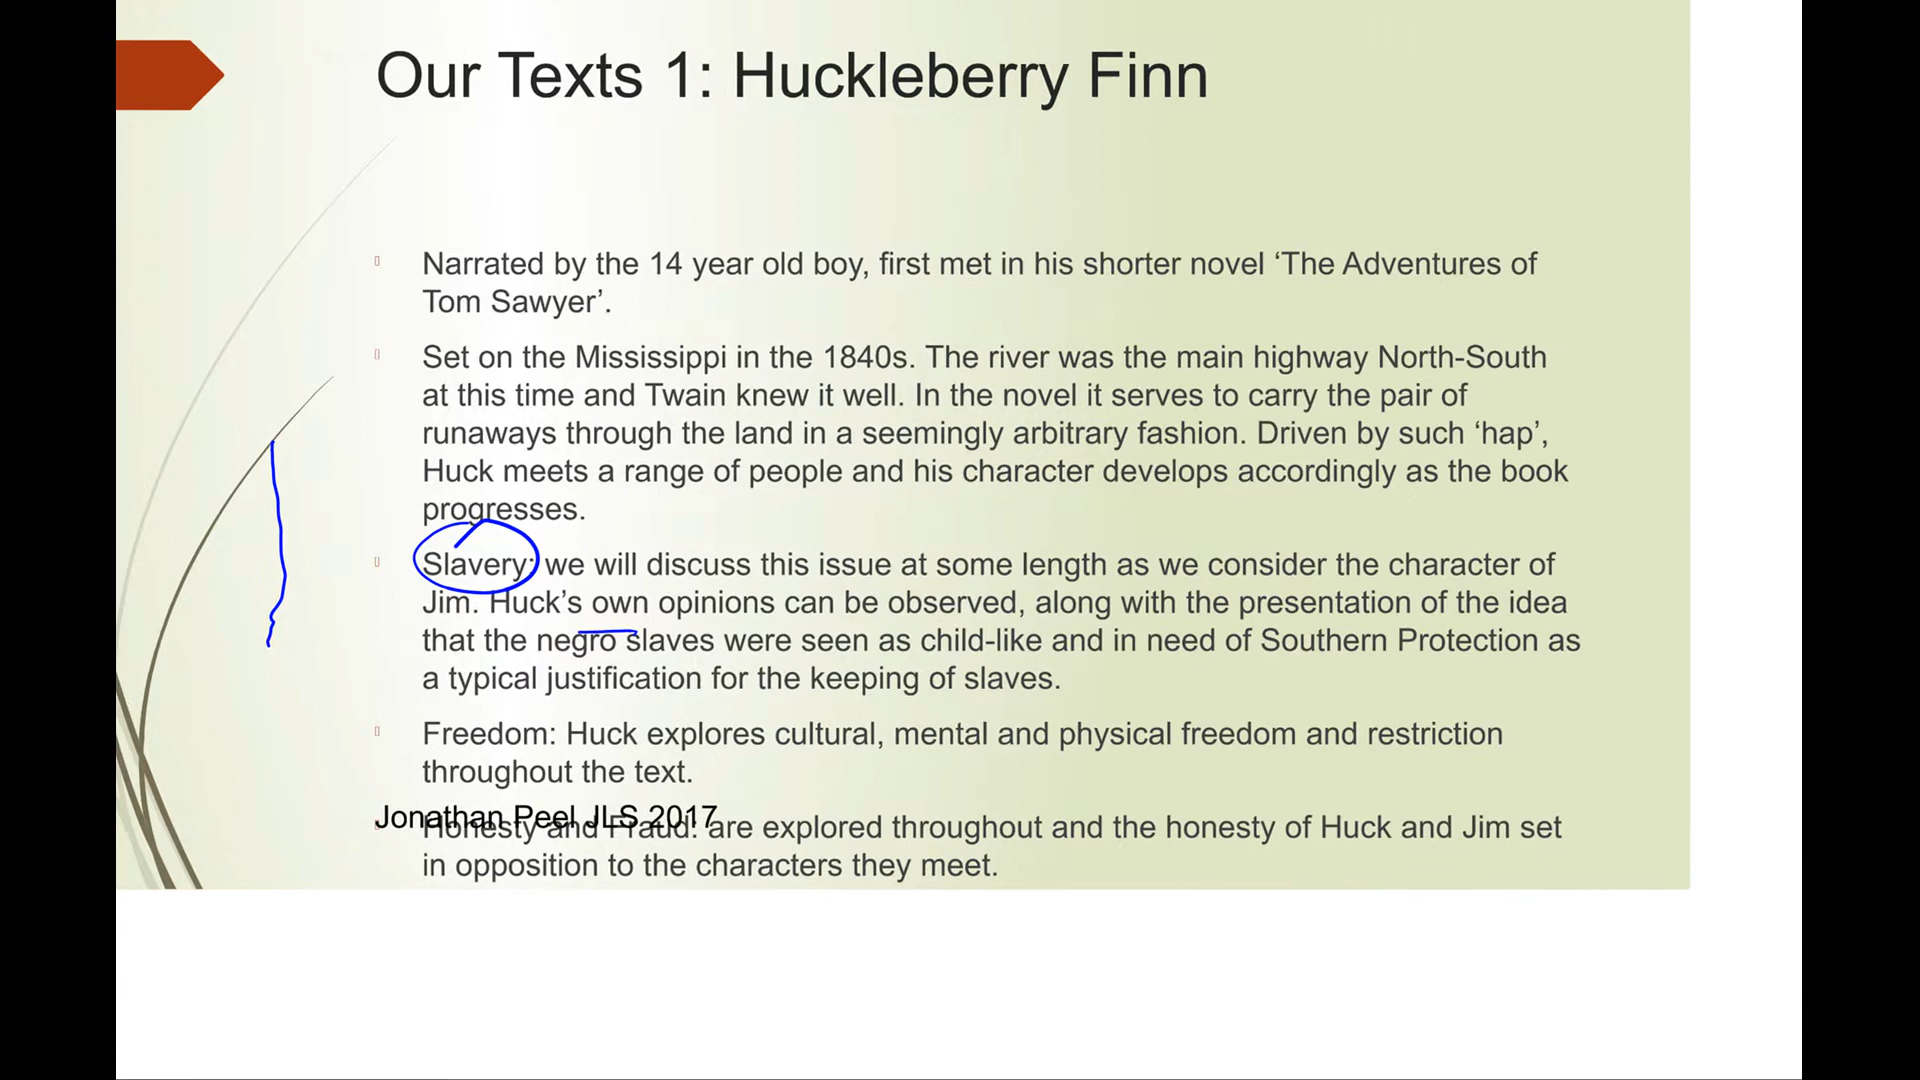 Our Texts 1: Huckleberry Finn
Narrated by the 14 year old boy, first met in his shorter novel ‘The Adventures of
Tom Sawyer’.
Set on the Mississippi in the 1840s. The river was the main highway North-South
at this time and Twain knew it well. In the novel it serves to carry the pair of
runaways through the land in a seemingly arbitrary fashion. Driven by such ‘hap’,
Huck meets a range of people and his character develops accordingly as the book
progresses.
Slavery: we will discuss this issue at some length as we consider the character of
Jim. Huck’s own opinions can be observed, along with the presentation of the idea
that the negro slaves were seen as child-like and in need of Southern Protection as
a typical justification for the keeping of slaves.
Freedom: Huck explores cultural, mental and physical freedom and restriction
throughout the text.
Jonathan Peel JLS 2017
Honesty and Fraud: are explored throughout and the honesty of Huck and Jim set
in opposition to the characters they meet.